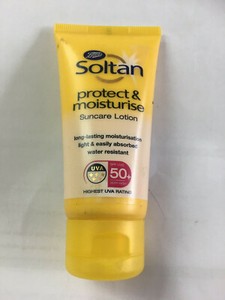 Boots
Soltan
protect &
moisturise
Suncare Lotion
long-lasting moisturisation
light & easily absorbed
water resistant
UVA
50+
HIGHEST UVA RATING